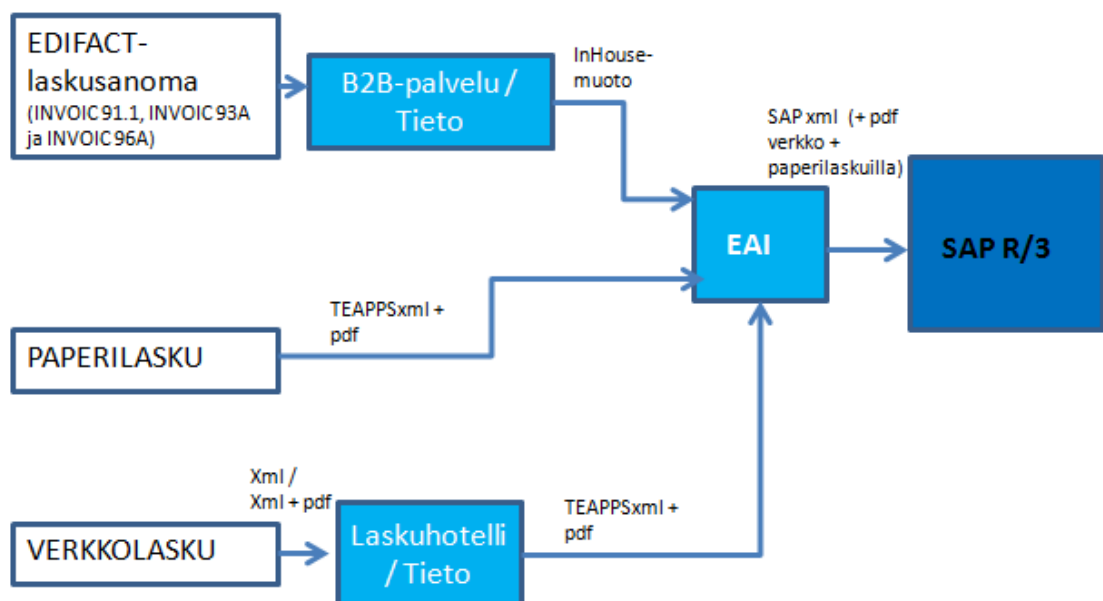 EDIFACT-
laskusanoma
(INVOIC 91.1, INVOIC 93A
ja INVOIC 96A)
B2B-palvelu /
Tieto
InHouse-
muoto
SAP xml (+ pdf
verkko +
paperilaskuilla)
EAI
SAP R/3
TEAPPSxml +
pdf
PAPERILASKU
Xml /
Xml + pdf
VERKKOLASKU
Laskuhotelli
/ Tieto
TEAPPSxml +
pdf